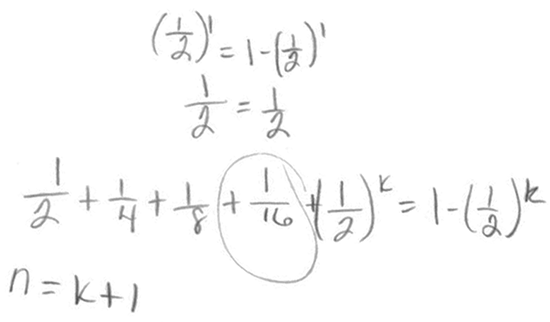 (1/2)^1 = 1-(1/2)^1
1/2 = 1/2
1/2 + 1/4 + 1/8 + 1/16 + (1/2)^k = 1-(1/2)^k
n = k+1